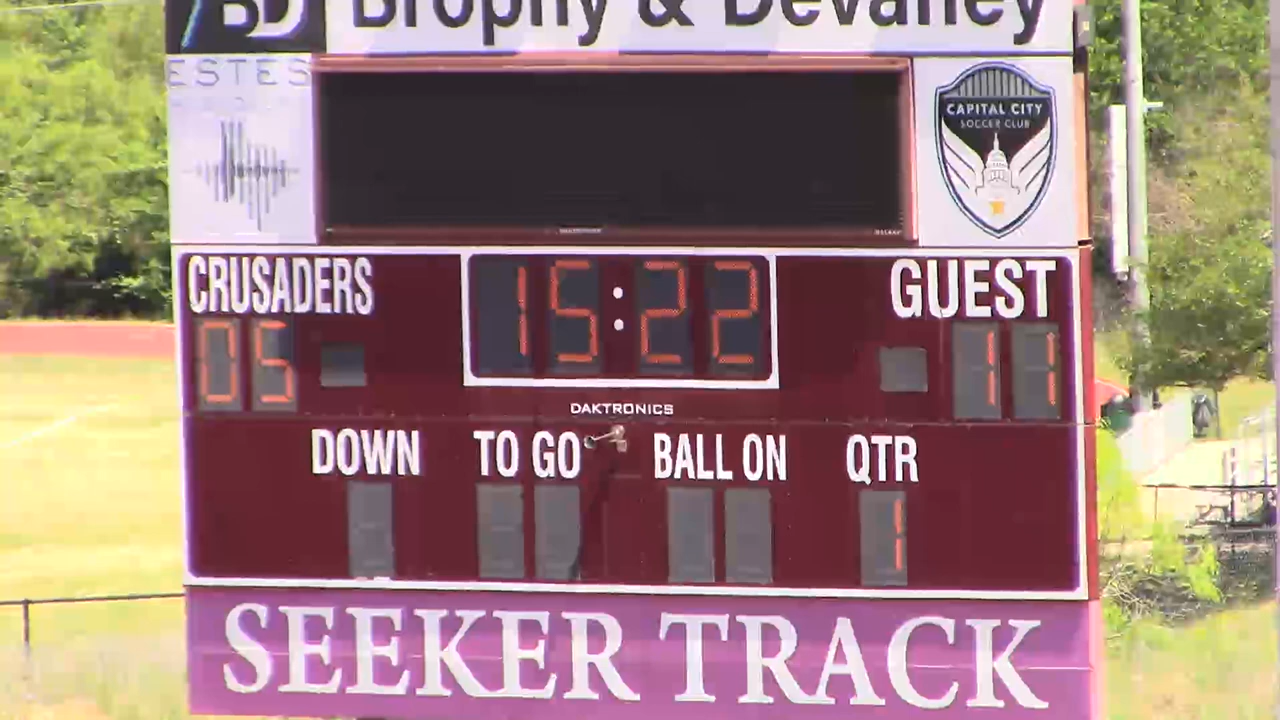 BD Brophy & Devaney
ESTES
CAPITAL CITY
SOCCER CLUB
CRUSADERS
15:22
GUEST
05
11
DAKTRONICS
DOWN TO GO BALL ON QTR
1
SEEKER TRACK